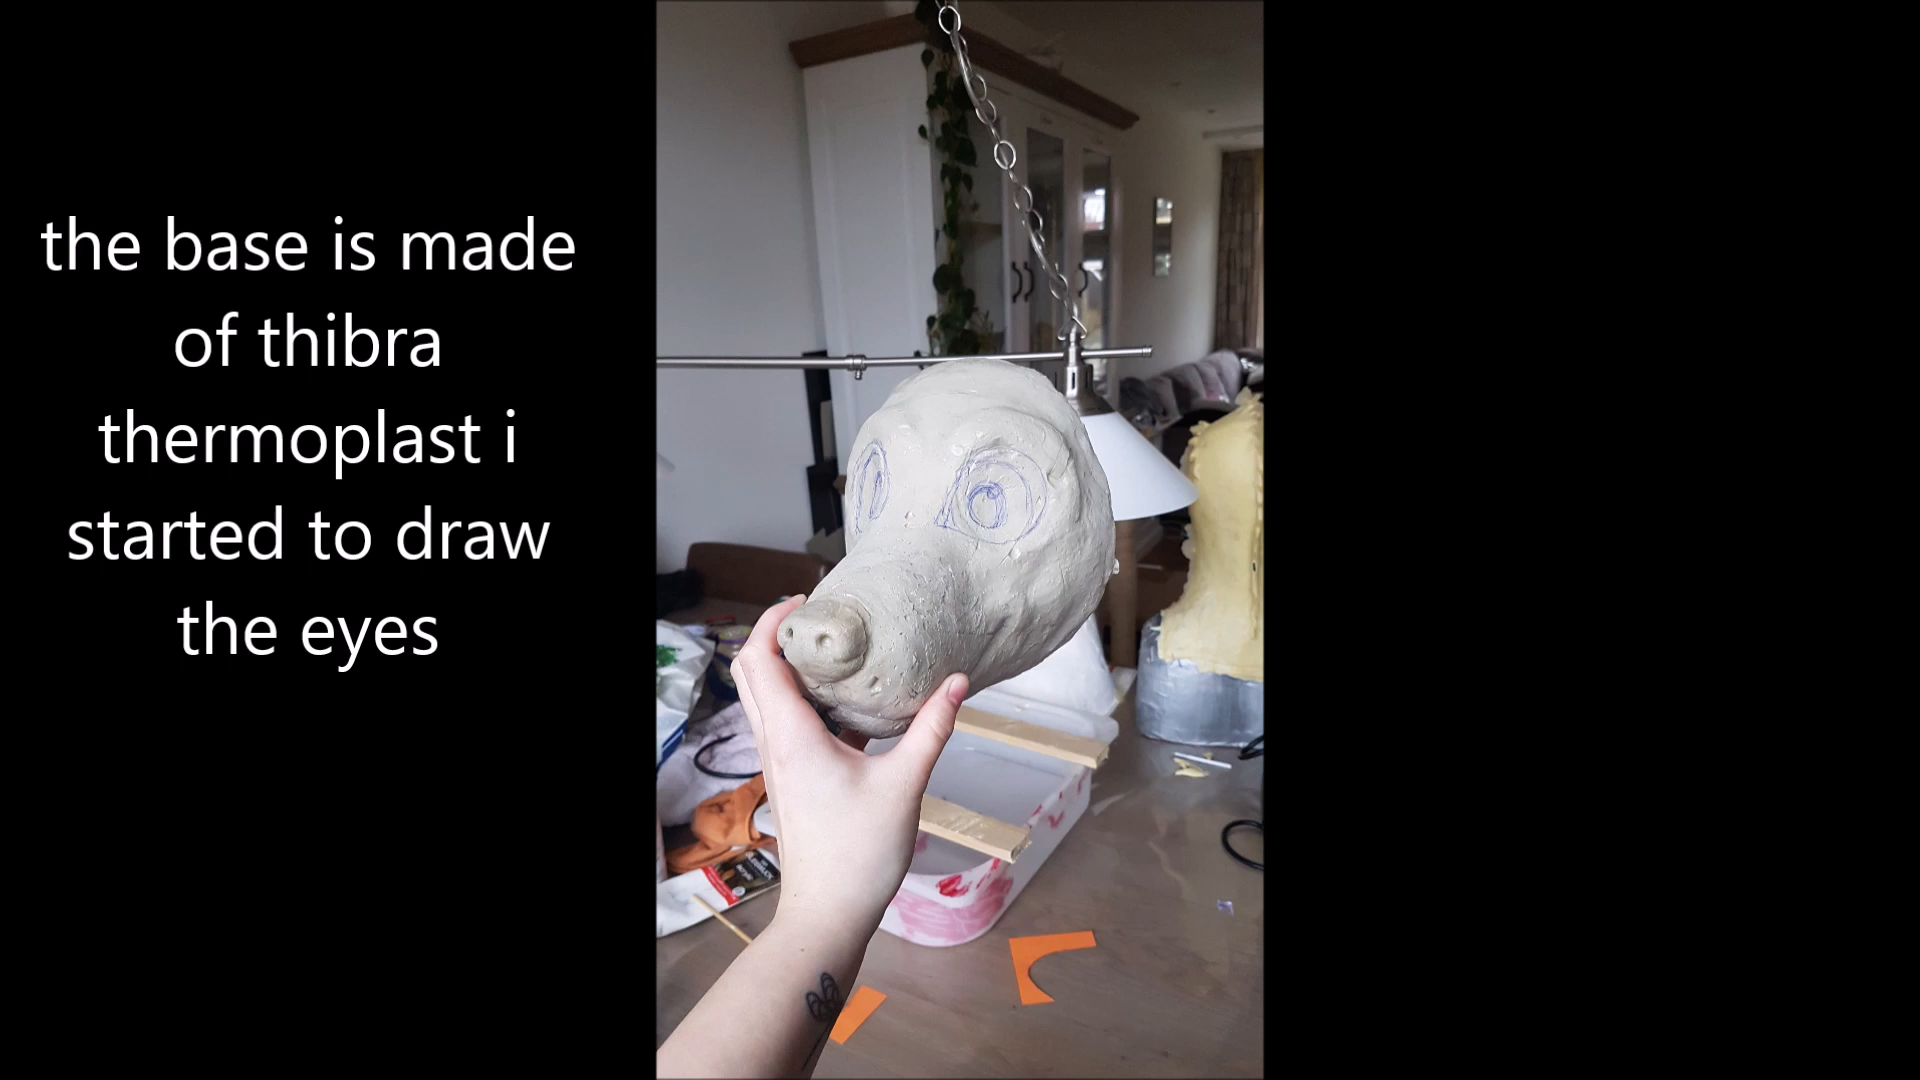 the base is made
of thibra
thermoplast i
started to draw
the eyes